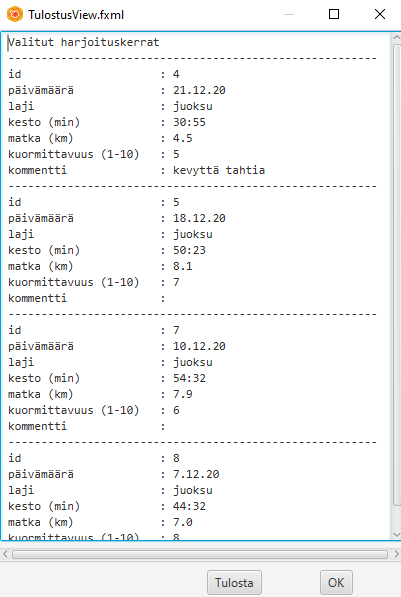 TulostusView.fxml
Valitut harjoituskerrat
---------------------------------------------------------
id : 4
päivämäärä : 21.12.20
laji : juoksu
kesto (min) : 30:55
matka (km) : 4.5
kuormittavuus (1-10) : 5
kommentti : kevyttä tahtia
---------------------------------------------------------
id : 5
päivämäärä : 18.12.20
laji : juoksu
kesto (min) : 50:23
matka (km) : 8.1
kuormittavuus (1-10) : 7
kommentti :
---------------------------------------------------------
id : 7
päivämäärä : 10.12.20
laji : juoksu
kesto (min) : 54:32
matka (km) : 7.9
kuormittavuus (1-10) : 6
kommentti :
---------------------------------------------------------
id : 8
päivämäärä : 7.12.20
laji : juoksu
kesto (min) : 44:32
matka (km) : 7.0
kuormittavuus (1-10) : 8
Tulosta OK